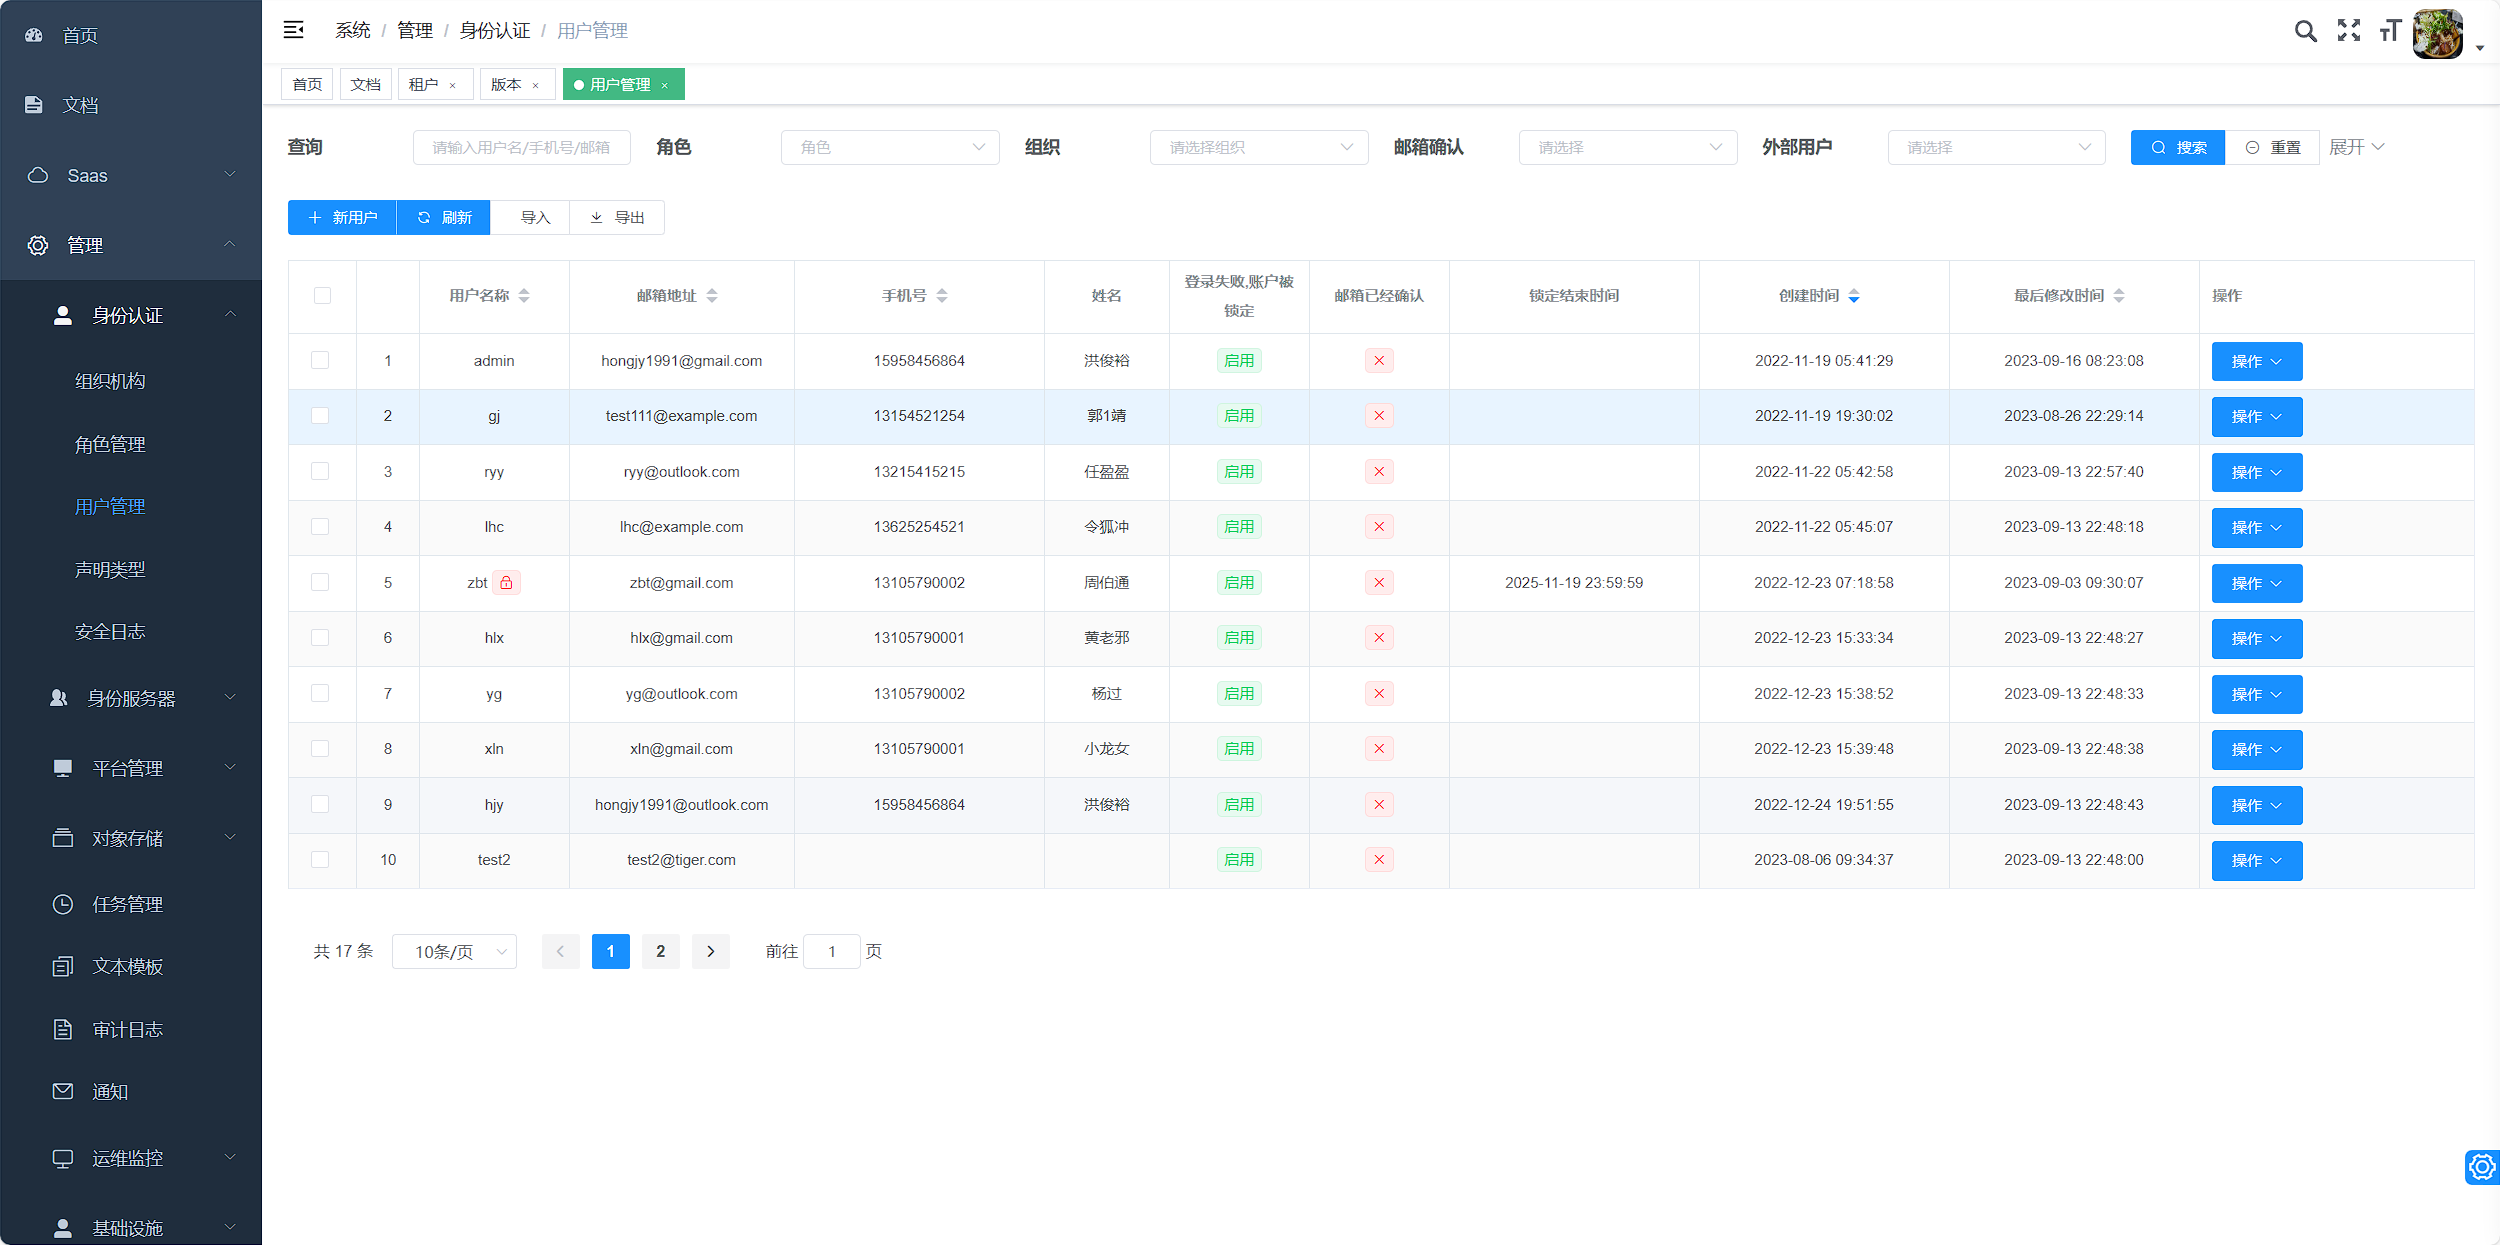 首页
文档
Saas
管理
身份认证
组织机构
角色管理
用户管理
声明类型
安全日志
身份服务器
平台管理
对象存储
任务管理
文本模板
审计日志
通知
运维监控
基础设施
系统 / 管理 / 身份认证 / 用户管理
首页 文档 租户 × 版本 × 用户管理 ×
查询 请输入用户名/手机号/邮箱 角色 角色 组织 请选择组织 邮箱确认 请选择 外部用户 请选择 搜索 重置 展开
新用户 刷新 导入 导出
用户名称 邮箱地址 手机号 姓名 登录失败,账户被锁定 邮箱已经确认 锁定结束时间 创建时间 最后修改时间 操作
1 admin hongjy1991@gmail.com 15958456864 洪俊裕 启用 2022-11-19 05:41:29 2023-09-16 08:23:08 操作
2 gj test111@example.com 13154521254 郭1靖 启用 2022-11-19 19:30:02 2023-08-26 22:29:14 操作
3 ryy ryy@outlook.com 13215415215 任盈盈 启用 2022-11-22 05:42:58 2023-09-13 22:57:40 操作
4 lhc lhc@example.com 13625254521 令狐冲 启用 2022-11-22 05:45:07 2023-09-13 22:48:18 操作
5 zbt zbt@gmail.com 13105790002 周伯通 启用 2025-11-19 23:59:59 2022-12-23 07:18:58 2023-09-03 09:30:07 操作
6 hlx hlx@gmail.com 13105790001 黄老邪 启用 2022-12-23 15:33:34 2023-09-13 22:48:27 操作
7 yg yg@outlook.com 13105790002 杨过 启用 2022-12-23 15:38:52 2023-09-13 22:48:33 操作
8 xln xln@gmail.com 13105790001 小龙女 启用 2022-12-23 15:39:48 2023-09-13 22:48:38 操作
9 hjy hongjy1991@outlook.com 15958456864 洪俊裕 启用 2022-12-24 19:51:55 2023-09-13 22:48:43 操作
10 test2 test2@tiger.com 启用 2023-08-06 09:34:37 2023-09-13 22:48:00 操作
共 17 条 10条/页 1 2 前往 1 页